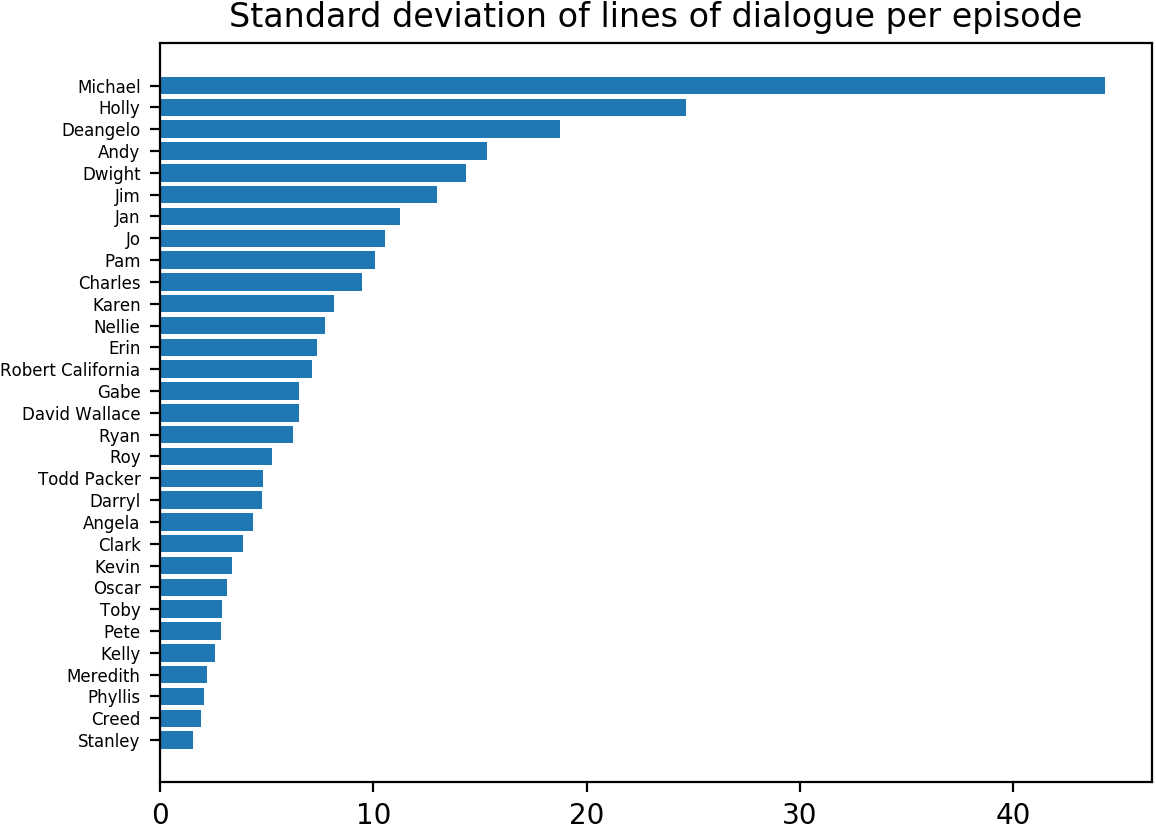 Standard deviation of lines of dialogue per episode
Michael
Holly
Deangelo
Andy
Dwight
Jim
Jan
Jo
Pam
Charles
Karen
Nellie
Erin
Robert California
Gabe
David Wallace
Ryan
Roy
Todd Packer
Darryl
Angela
Clark
Kevin
Oscar
Toby
Pete
Kelly
Meredith
Phyllis
Creed
Stanley
0 10 20 30 40